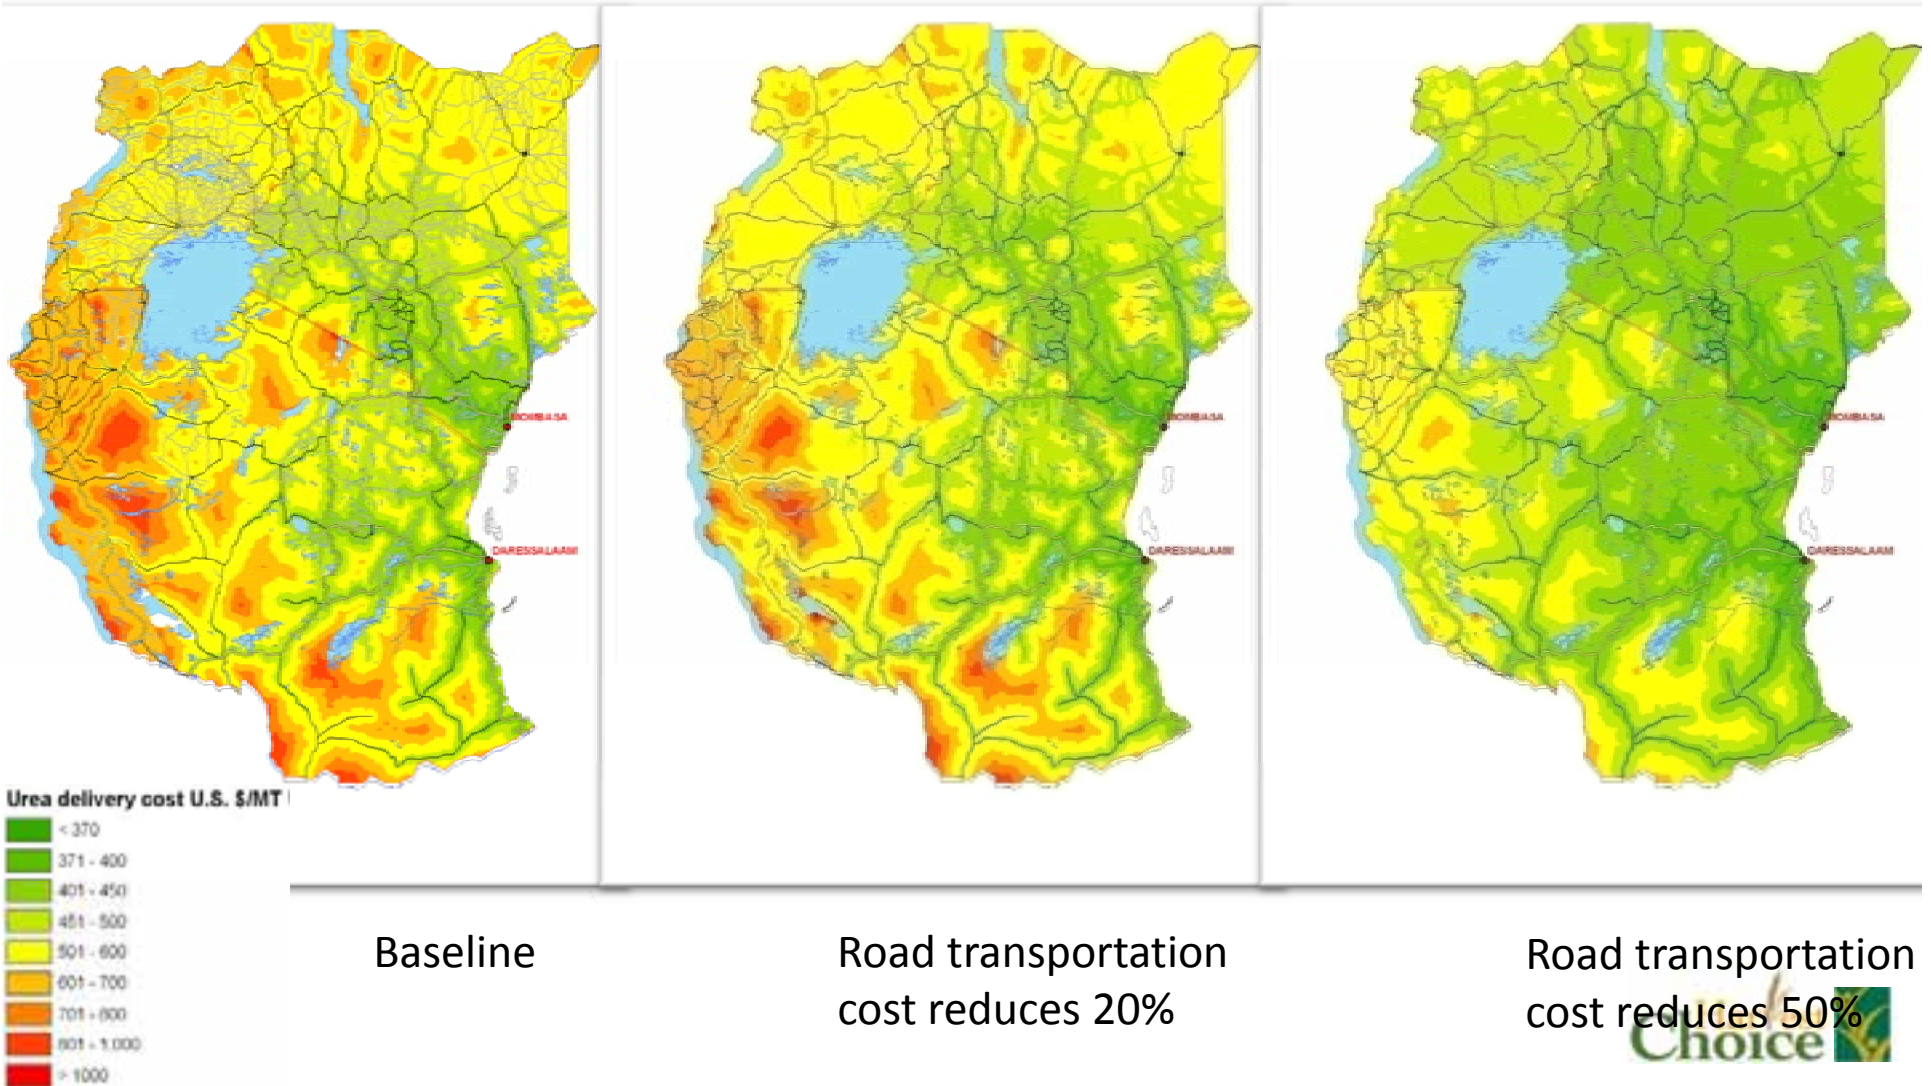 MOMBASA
DARESSALAAM
MOMBASA
DARESSALAAM
MOMBASA
DARESSALAAM
Urea delivery cost U.S. $/MT
< 370
371 - 400
401 - 450
451 - 500
501 - 600
601 - 700
701 - 800
801 - 1.000
> 1000
Baseline
Road transportation
cost reduces 20%
Road transportation
cost reduces 50%
Choice